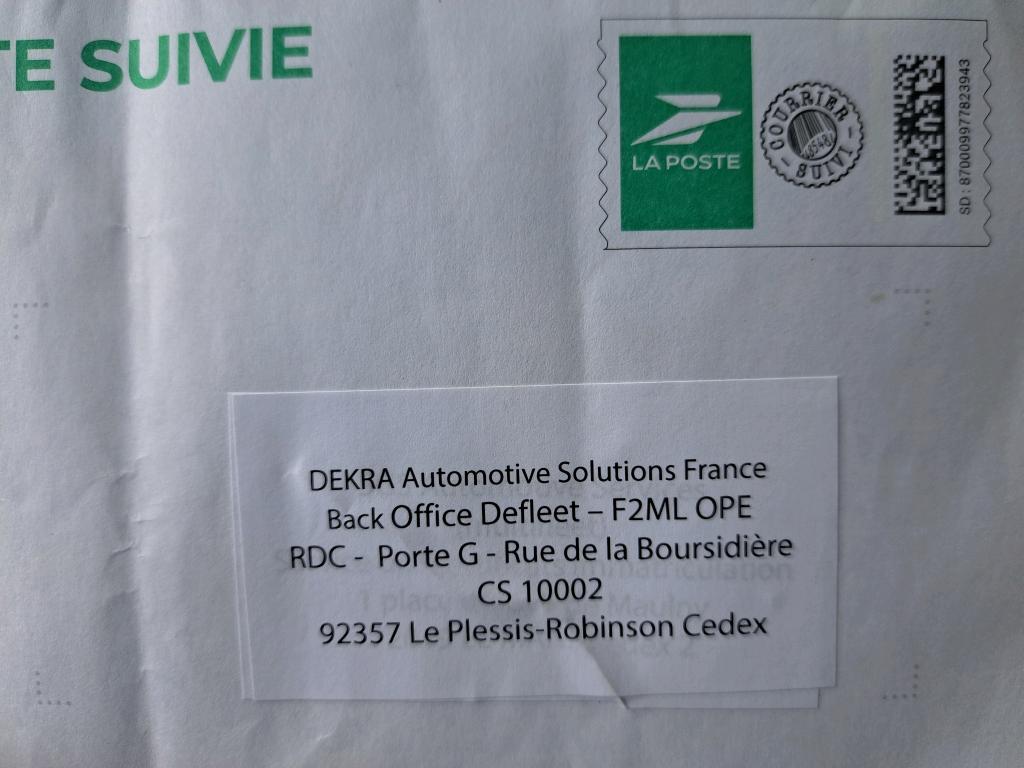 TE SUIVIE
LA POSTE
COURRIER
SUIVI
SD : 870009977823943
DEKRA Automotive Solutions France
Back Office Defleet – F2ML OPE
RDC - Porte G - Rue de la Boursidière
CS 10002
92357 Le Plessis-Robinson Cedex